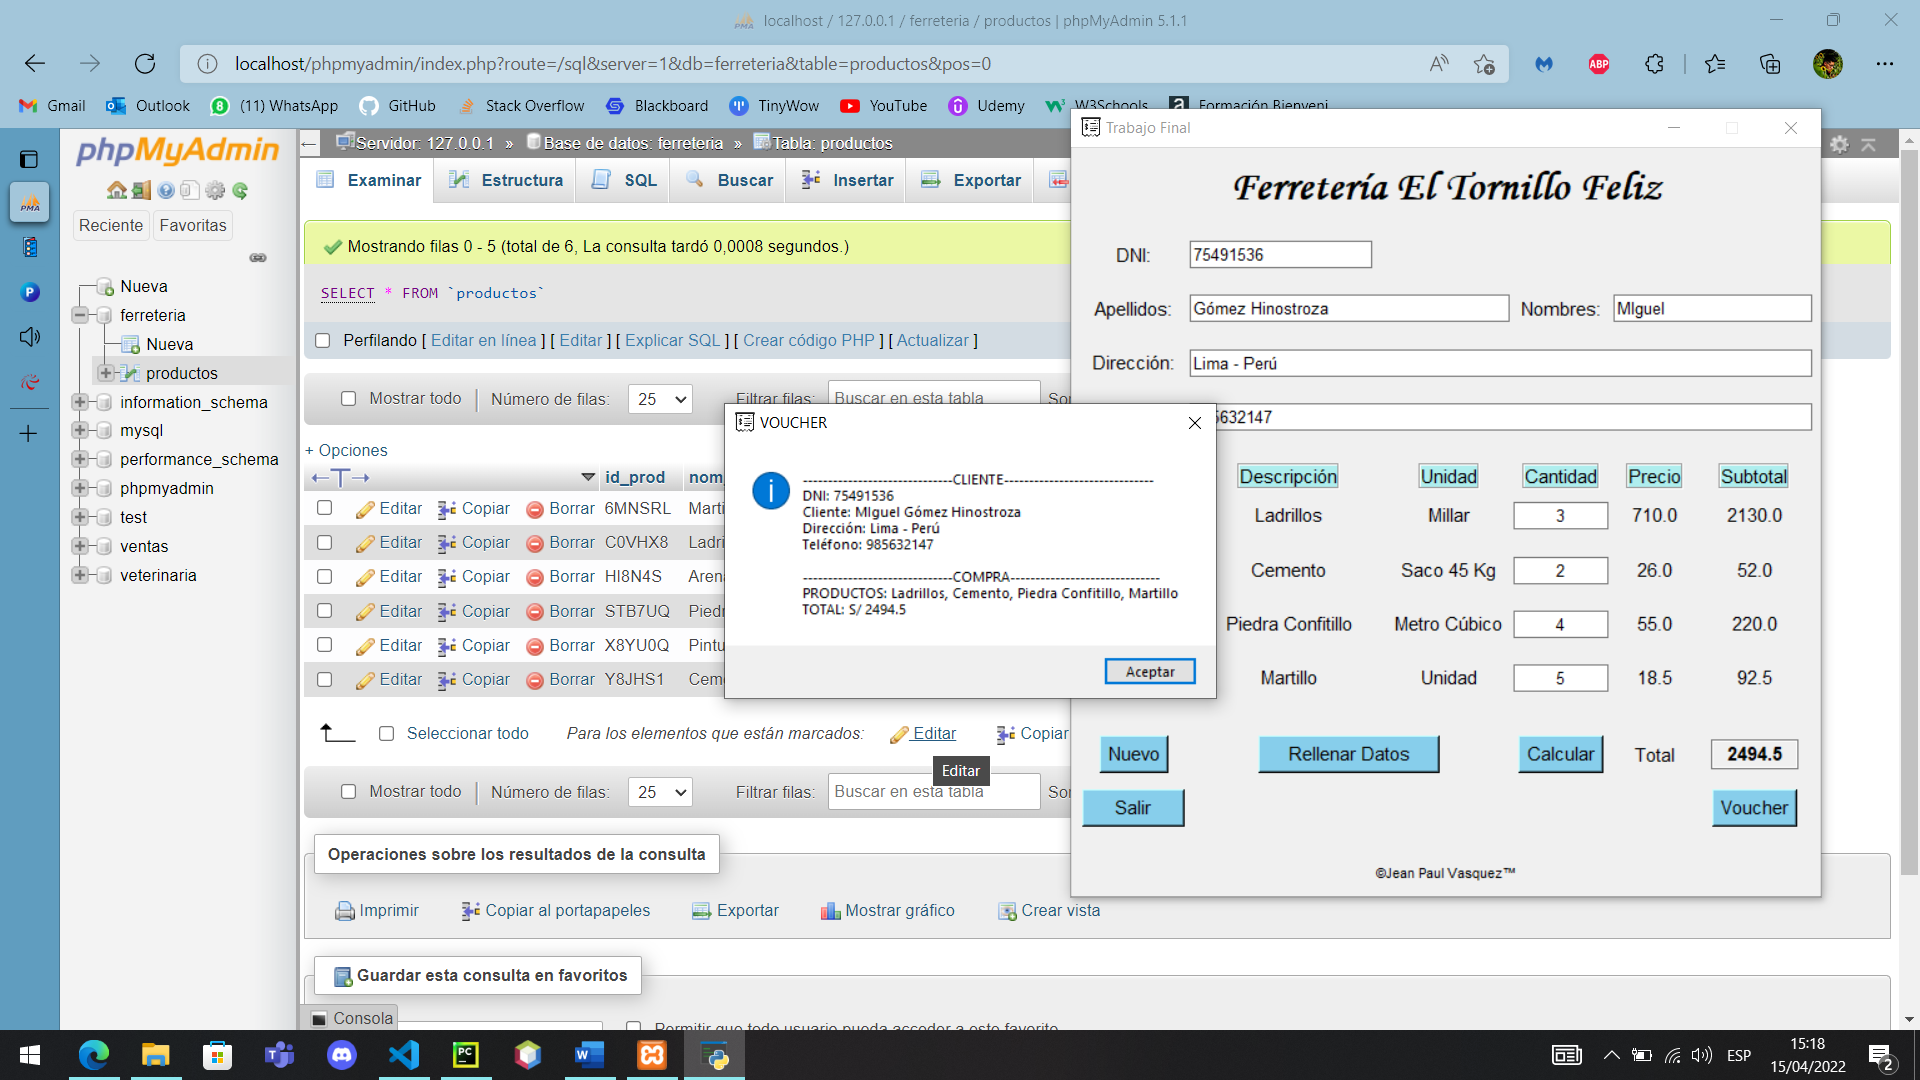 localhost / 127.0.0.1 / ferreteria / productos | phpMyAdmin 5.1.1
localhost/phpmyadmin/index.php?route=/sql&server=1&db=ferreteria&table=productos&pos=0
Gmail Outlook (11) WhatsApp GitHub Stack Overflow Blackboard TinyWow YouTube Udemy W3Schools Formación Bienveni
phpMyAdmin
Reciente Favoritas
Nueva
ferreteria
Nueva
productos
information_schema
mysql
performance_schema
phpmyadmin
test
ventas
veterinaria
Servidor: 127.0.0.1 » Base de datos: ferreteria » Tabla: productos
Examinar Estructura SQL Buscar Insertar Exportar
Mostrando filas 0 - 5 (total de 6, La consulta tardó 0,0008 segundos.)
SELECT * FROM `productos`
Perfilando [ Editar en línea ] [ Editar ] [ Explicar SQL ] [ Crear código PHP ] [ Actualizar ]
Mostrar todo Número de filas: 25 Filtrar filas: Buscar en esta tabla
+ Opciones
id_prod nom
Editar Copiar Borrar 6MNSRL Marti
Editar Copiar Borrar C0VHX8 Ladri
Editar Copiar Borrar HI8N4S Aren
Editar Copiar Borrar STB7UQ Piedr
Editar Copiar Borrar X8YU0Q Pintu
Editar Copiar Borrar Y8JHS1 Cem
Seleccionar todo Para los elementos que están marcados: Editar Copiar
Editar
Mostrar todo Número de filas: 25 Filtrar filas: Buscar en esta tabla
Operaciones sobre los resultados de la consulta
Imprimir Copiar al portapapeles Exportar Mostrar gráfico Crear vista
Guardar esta consulta en favoritos
Consola
Permitir que todo usuario pueda acceder a este favorito
VOUCHER
------------------------------CLIENTE------------------------------
DNI: 75491536
Cliente: MIguel Gómez Hinostroza
Dirección: Lima - Perú
Teléfono: 985632147
------------------------------COMPRA------------------------------
PRODUCTOS: Ladrillos, Cemento, Piedra Confitillo, Martillo
TOTAL: S/ 2494.5
Aceptar
Trabajo Final
Ferretería El Tornillo Feliz
DNI: 75491536
Apellidos: Gómez Hinostroza Nombres: MIguel
Dirección: Lima - Perú
5632147
Descripción Unidad Cantidad Precio Subtotal
Ladrillos Millar 3 710.0 2130.0
Cemento Saco 45 Kg 2 26.0 52.0
Piedra Confitillo Metro Cúbico 4 55.0 220.0
Martillo Unidad 5 18.5 92.5
Nuevo Rellenar Datos Calcular Total 2494.5
Salir Voucher
©Jean Paul Vasquez™
ESP
15:18
15/04/2022
2